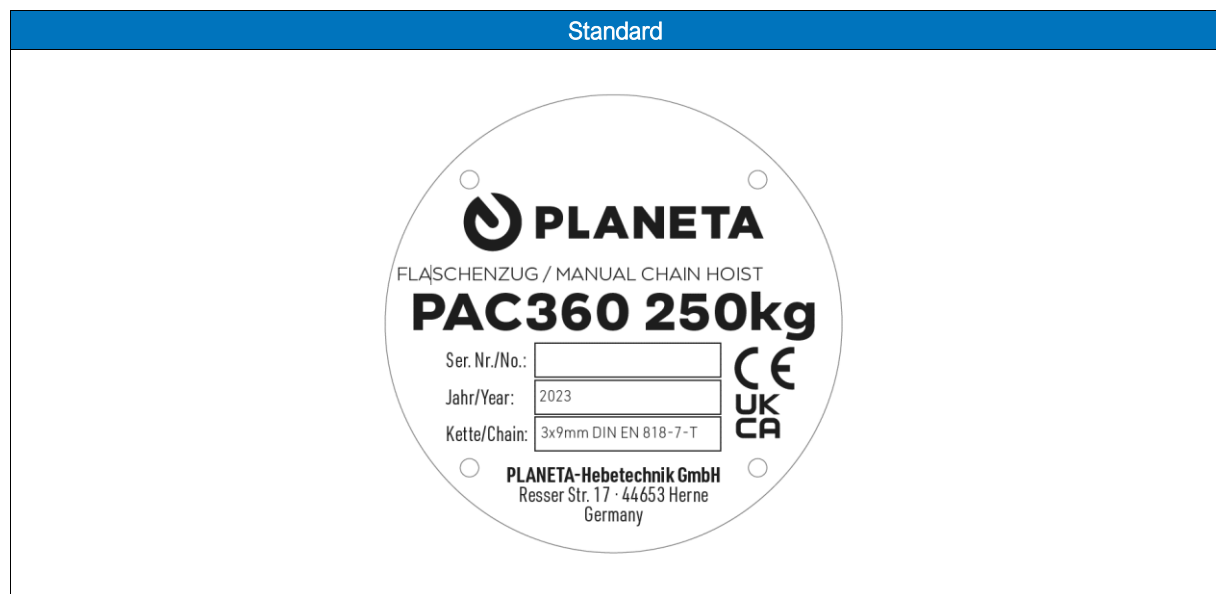 Standard
PLANETA
FLASCHENZUG / MANUAL CHAIN HOIST
PAC360 250kg
Ser. Nr./No.:
CE
Jahr/Year: 2023
UK
CA
Kette/Chain: 3x9mm DIN EN 818-7-T
PLANETA-Hebetechnik GmbH
Resser Str. 17 · 44653 Herne
Germany